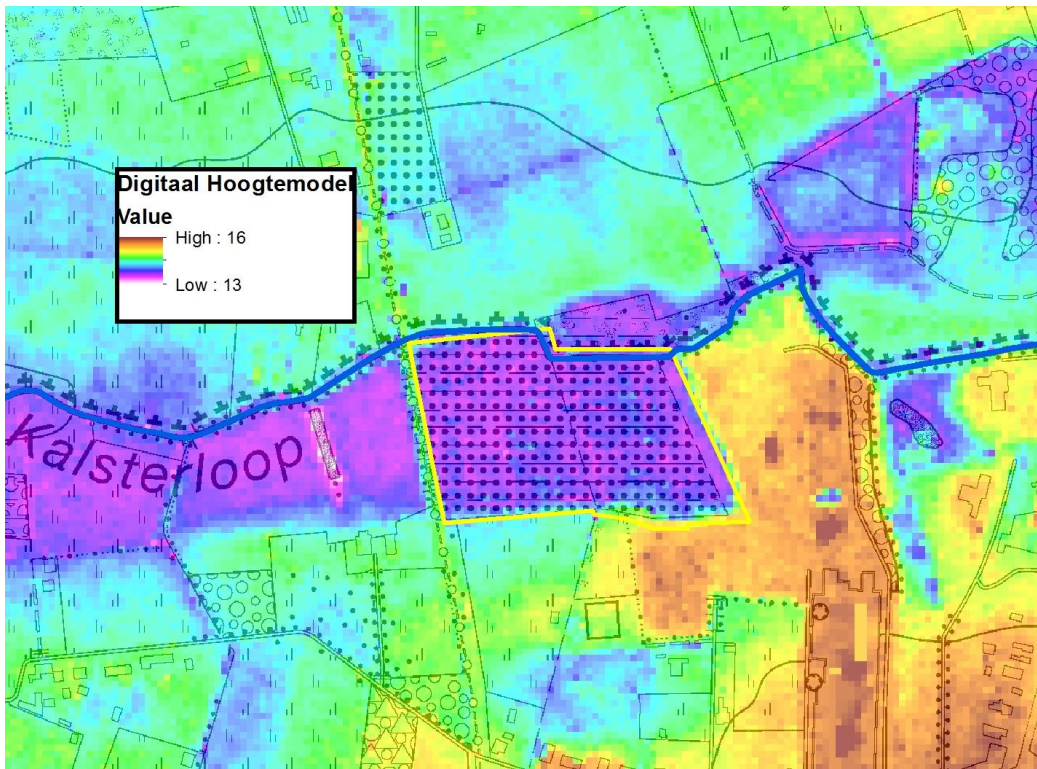 Digitaal Hoogtemodel
Value
High : 16
Low : 13
Kalsterloop